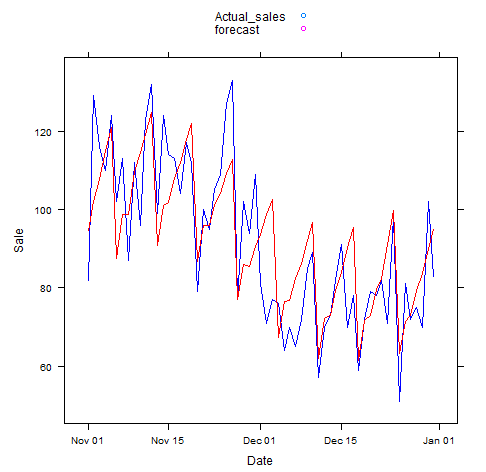 Actual_sales
forecast
Sale
120
100
80
60
Nov 01
Nov 15
Dec 01
Dec 15
Jan 01
Date